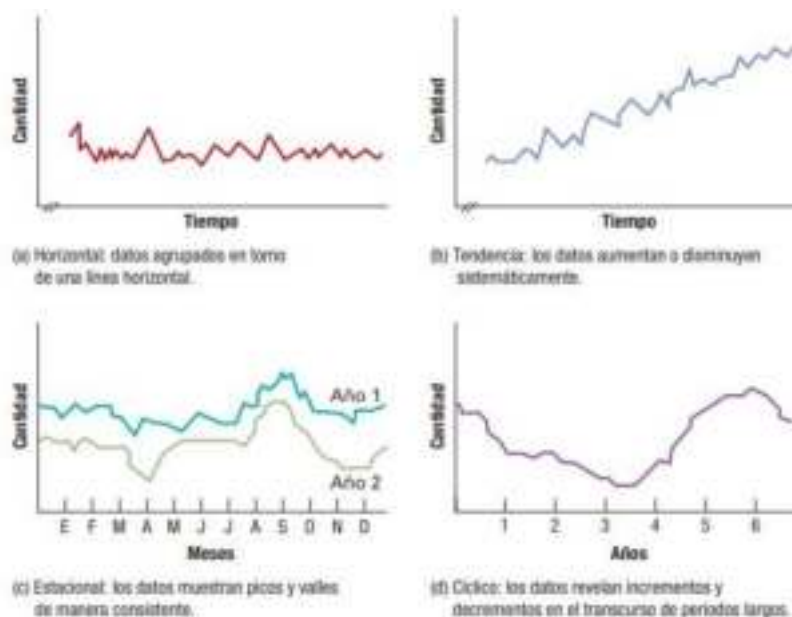 Cantidad
Tiempo
(a) Horizontal: datos agrupados en torno
de una línea horizontal.
Cantidad
Tiempo
(b) Tendencia: los datos aumentan o disminuyen
sistemáticamente.
Cantidad
Año 1
Año 2
E F M A M J J A S O N D
Meses
(c) Estacional: los datos muestran picos y valles
de manera consistente.
Cantidad
1 2 3 4 5 6
Años
(d) Cíclico: los datos revelan incrementos y
decrementos en el transcurso de periodos largos.